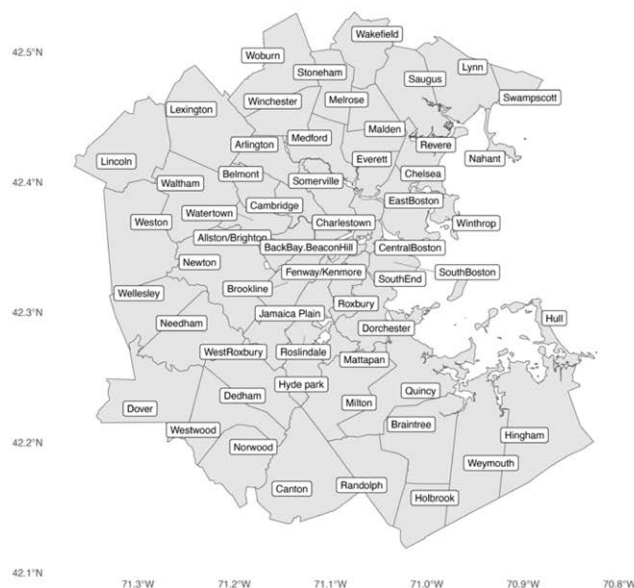 42.5°N
Wakefield
Woburn
Stoneham
Lynn
Saugus
Swampscott
Winchester
Melrose
Lexington
Malden
Medford
Arlington
Revere
Everett
Nahant
Lincoln
42.4°N
Belmont
Chelsea
Somerville
Waltham
EastBoston
Cambridge
Watertown
Weston
Charlestown
Winthrop
Allston/Brighton
BackBay.BeaconHill
CentralBoston
Newton
Fenway/Kenmore
SouthBoston
SouthEnd
Brookline
Wellesley
Roxbury
42.3°N
Jamaica Plain
Hull
Needham
Dorchester
WestRoxbury
Roslindale
Mattapan
Hyde park
Quincy
Dedham
Milton
Dover
Braintree
42.2°N
Westwood
Hingham
Norwood
Weymouth
Randolph
Canton
Holbrook
42.1°N
71.3°W 71.2°W 71.1°W 71.0°W 70.9°W 70.8°W